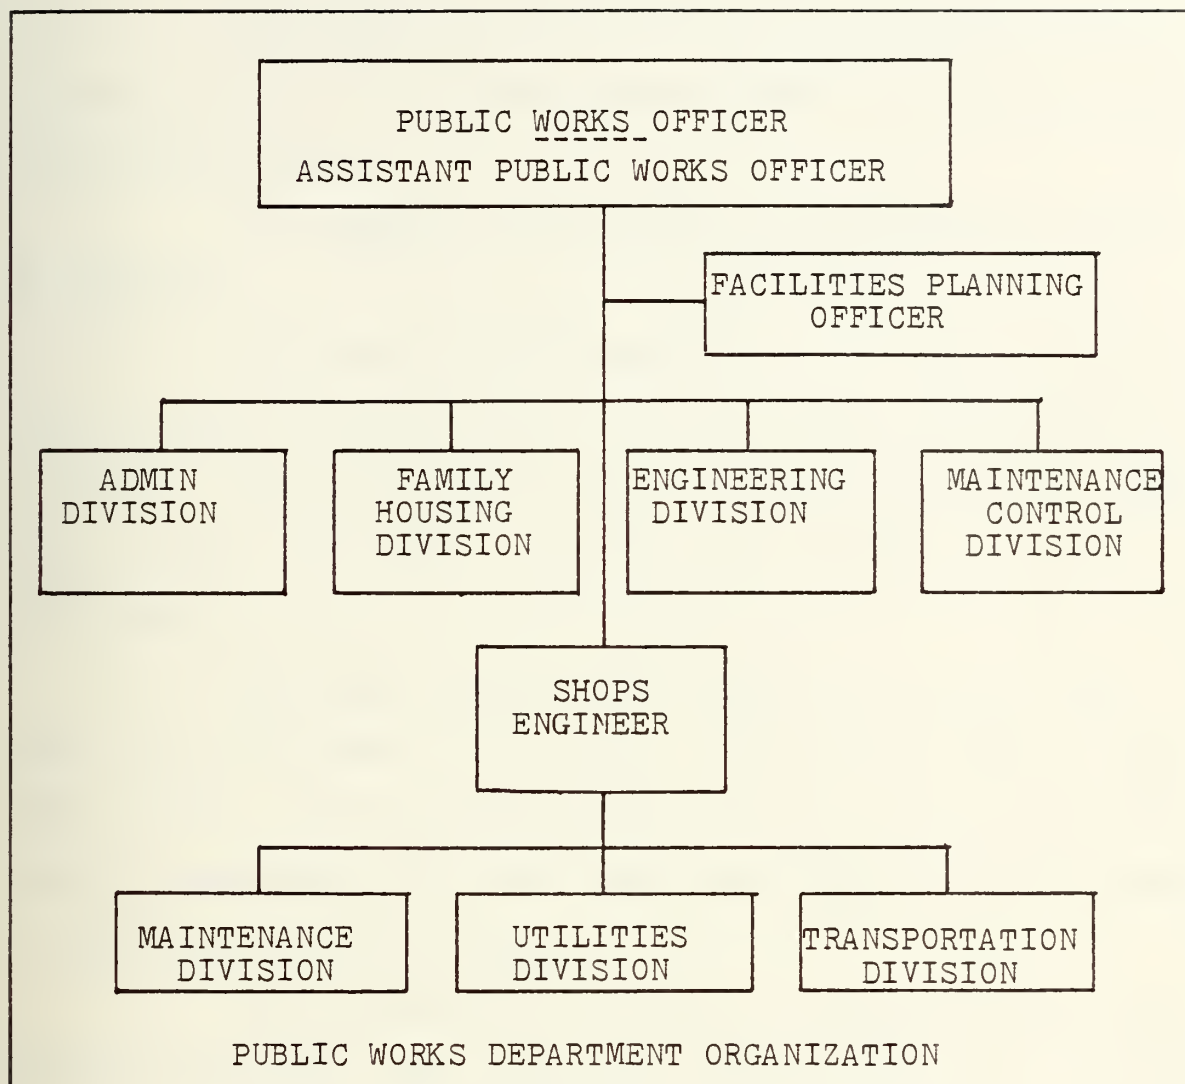 PUBLIC WORKS OFFICER
ASSISTANT PUBLIC WORKS OFFICER
FACILITIES PLANNING
OFFICER
ADMIN
DIVISION
FAMILY
HOUSING
DIVISION
ENGINEERING
DIVISION
MAINTENANCE
CONTROL
DIVISION
SHOPS
ENGINEER
MAINTENANCE
DIVISION
UTILITIES
DIVISION
TRANSPORTATION
DIVISION
PUBLIC WORKS DEPARTMENT ORGANIZATION